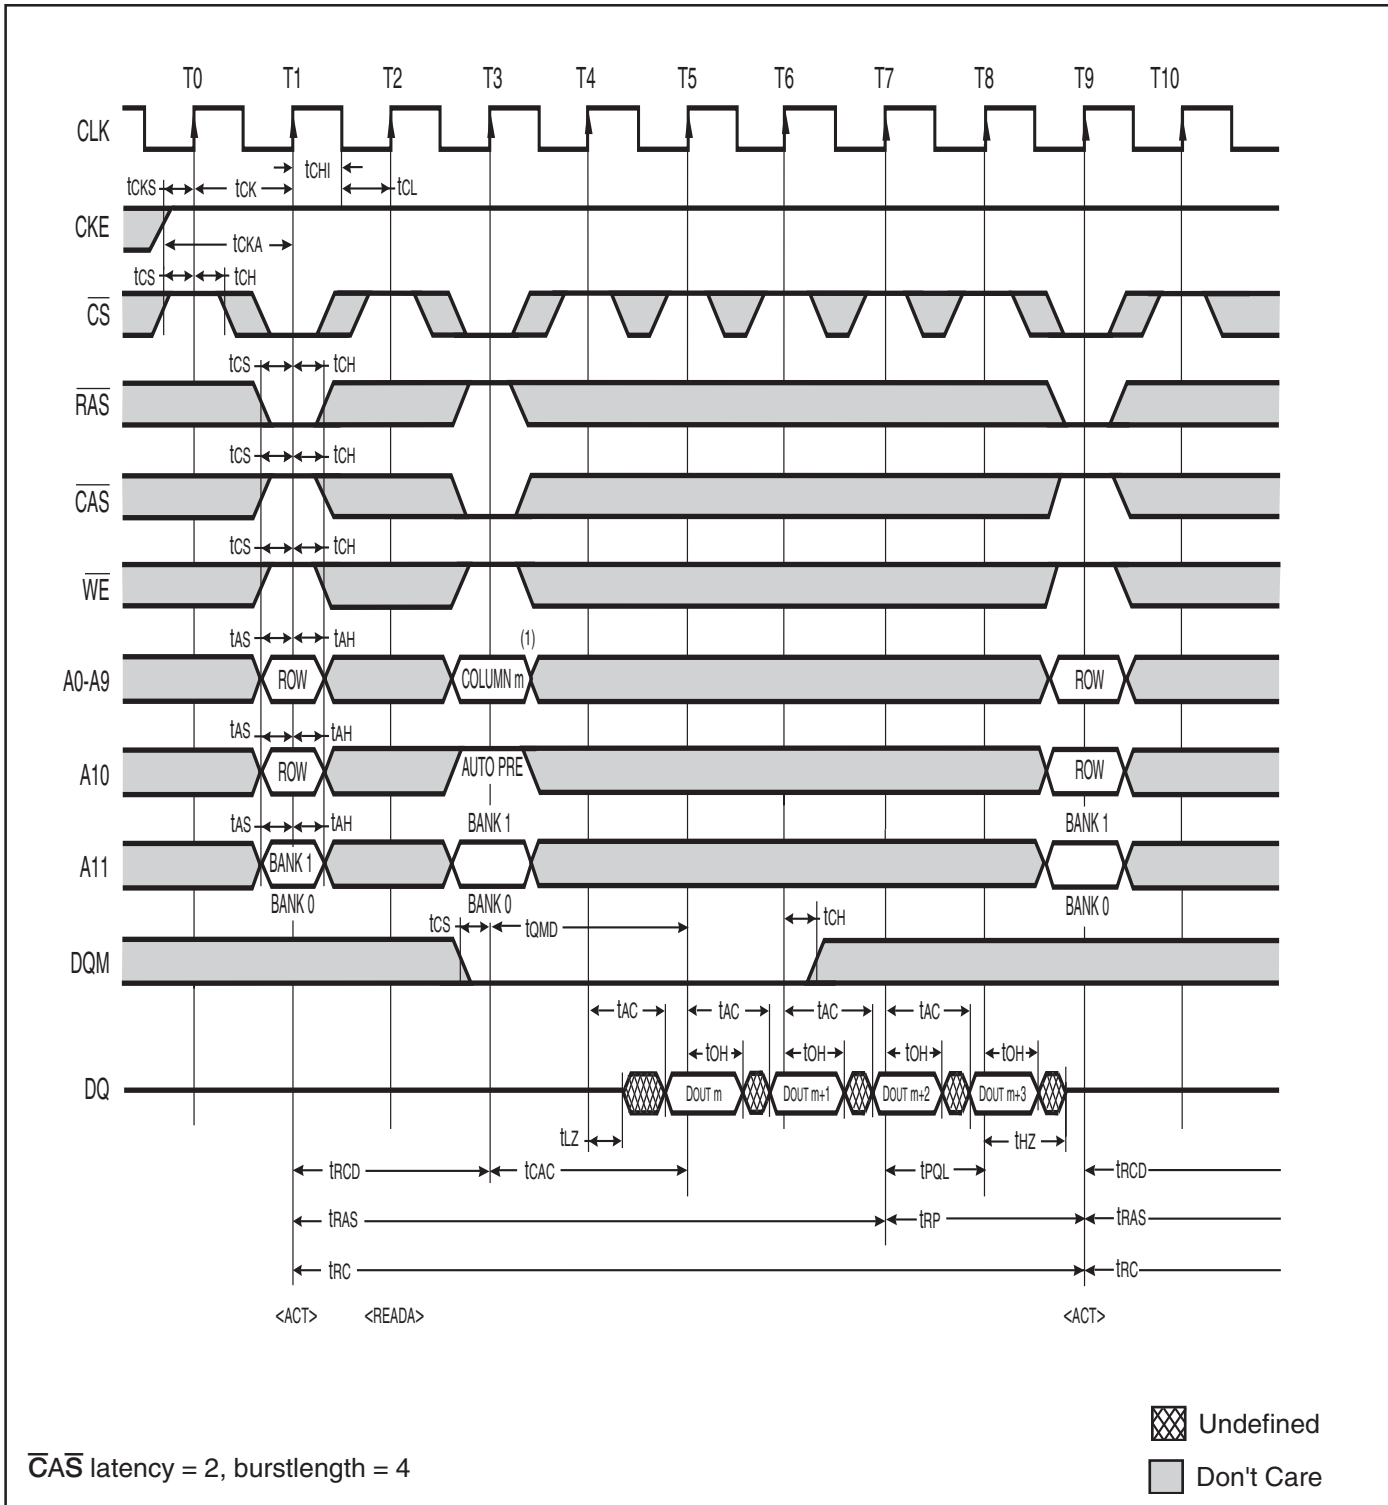 T0 T1 T2 T3 T4 T5 T6 T7 T8 T9 T10
CLK
tCHI
tCKS tCK tCL
CKE
tCKA
tCS tCH
CS
tCS tCH
RAS
tCS tCH
CAS
tCS tCH
WE
tAS tAH (1)
A0-A9 ROW COLUMN m ROW
tAS tAH
A10 ROW AUTO PRE ROW
tAS tAH BANK 1 BANK 1
A11 BANK 1
BANK 0 BANK 0 BANK 0
tCS tQMD tCH
DQM
tAC tAC tAC tAC
tOH tOH tOH tOH
DQ DOUT m DOUT m+1 DOUT m+2 DOUT m+3
tLZ tHZ
tRCD tCAC tPQL tRCD
tRAS tRP tRAS
tRC tRC
<ACT> <READA> <ACT>
Undefined
CAS latency = 2, burstlength = 4
Don't Care